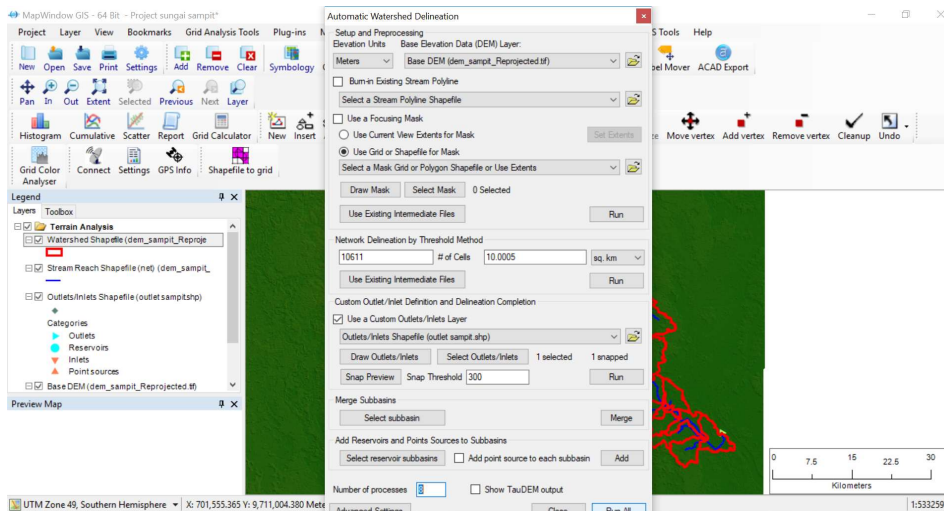 MapWindow GIS - 64 Bit - Project sungai sampit*
Project Layer View Bookmarks Grid Analysis Tools Plug-ins
S Tools Help
New Open Save Print Settings Add Remove Clear Symbology
el Mover ACAD Export
Pan In Out Extent Selected Previous Next Layer
Histogram Cumulative Scatter Report Grid Calculator New Insert
Move vertex Add vertex Remove vertex Cleanup Undo
Grid Color Analyser Connect Settings GPS Info Shapefile to grid
Legend
Layers Toolbox
Terrain Analysis
Watershed Shapefile (dem_sampit_Reproje
Stream Reach Shapefile (net) (dem_sampit_
Outlets/Inlets Shapefile (outlet sampitshp)
Categories
Outlets
Reservoirs
Inlets
Point sources
Base DEM (dem_sampit_Reprojected.tif)
Preview Map
Automatic Watershed Delineation
Setup and Preprocessing
Elevation Units Base Elevation Data (DEM) Layer:
Meters Base DEM (dem_sampit_Reprojected.tif)
Burn-in Existing Stream Polyline
Select a Stream Polyline Shapefile
Use a Focusing Mask
Use Current View Extents for Mask Set Extents
Use Grid or Shapefile for Mask
Select a Mask Grid or Polygon Shapefile or Use Extents
Draw Mask Select Mask 0 Selected
Use Existing Intermediate Files Run
Network Delineation by Threshold Method
10611 # of Cells 10.0005 sq. km
Use Existing Intermediate Files Run
Custom Outlet/Inlet Definition and Delineation Completion
Use a Custom Outlets/Inlets Layer
Outlets/Inlets Shapefile (outlet sampit.shp)
Draw Outlets/Inlets Select Outlets/Inlets 1 selected 1 snapped
Snap Preview Snap Threshold 300 Run
Merge Subbasins
Select subbasin Merge
Add Reservoirs and Points Sources to Subbasins
Select reservoir subbasins Add point source to each subbasin Add
Number of processes 8 Show TauDEM output
Advanced Settings Close Run All
0 7.5 15 22.5 30
Kilometers
UTM Zone 49, Southern Hemisphere X: 701,555.365 Y: 9,711,004.380 Mete
1:533259